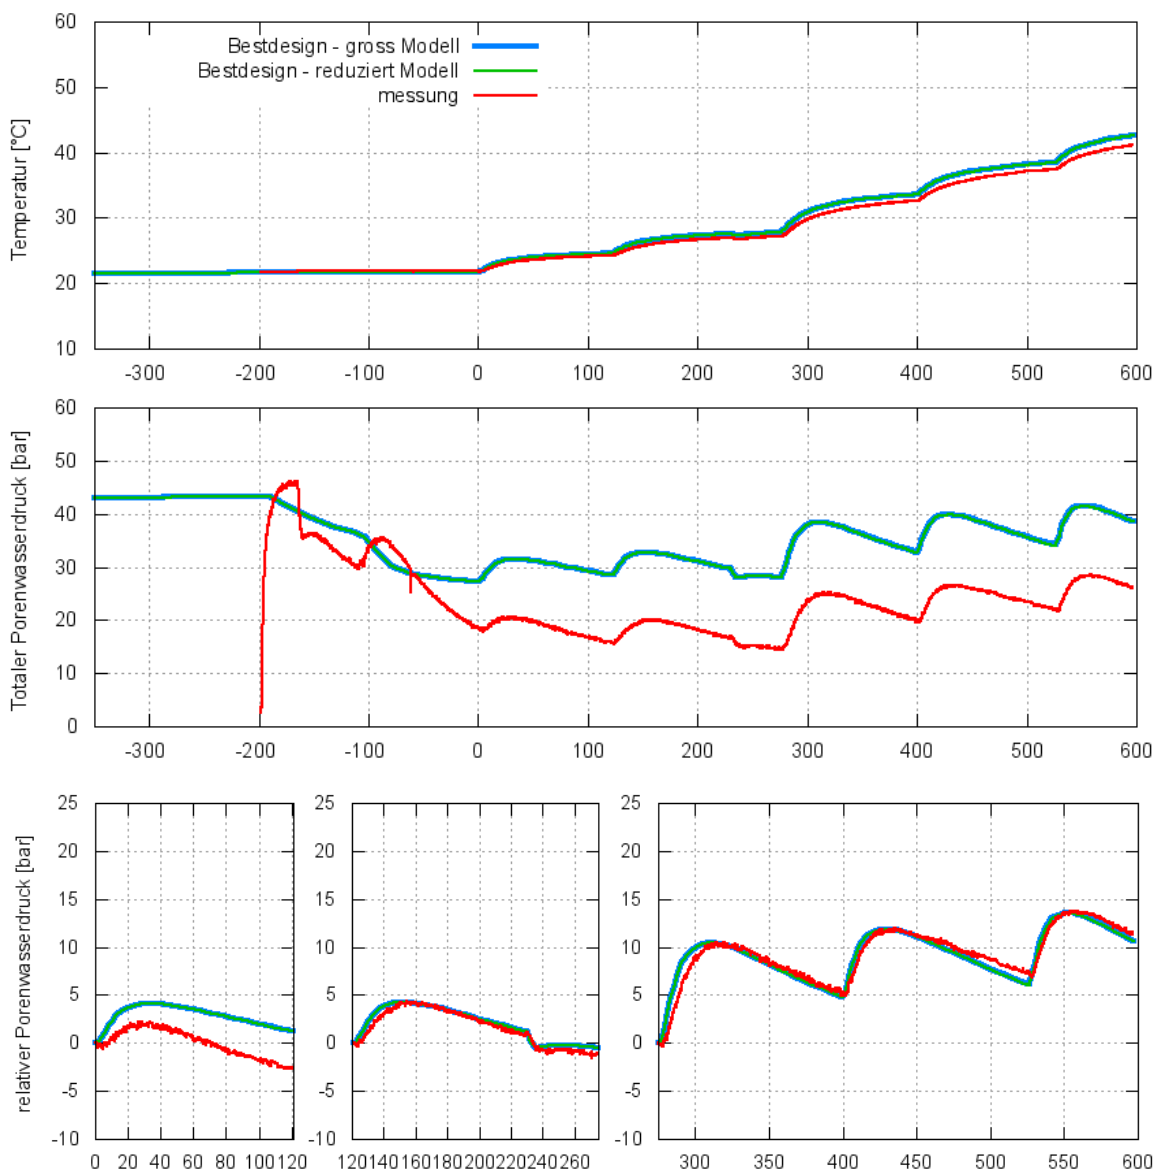 60
Bestdesign - gross Modell
Bestdesign - reduziert Modell
messung
50
40
30
20
10
Temperatur [°C]
-300 -200 -100 0 100 200 300 400 500 600
60
50
40
30
20
10
0
Totaler Porenwasserdruck [bar]
-300 -200 -100 0 100 200 300 400 500 600
25 25 25
20 20 20
15 15 15
10 10 10
5 5 5
0 0 0
-5 -5 -5
-10 -10 -10
relativer Porenwasserdruck [bar]
0 20 40 60 80 100 120 120 140 160 180 200 220 240 260 300 350 400 450 500 550 600